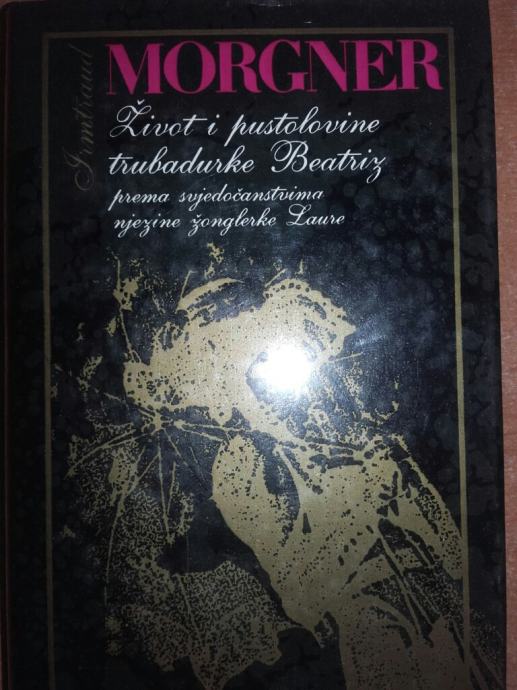 Irmtraud
MORGNER
Život i pustolovine
trubadurke Beatriz
prema svjedočanstvima
njezine žonglerke Laure